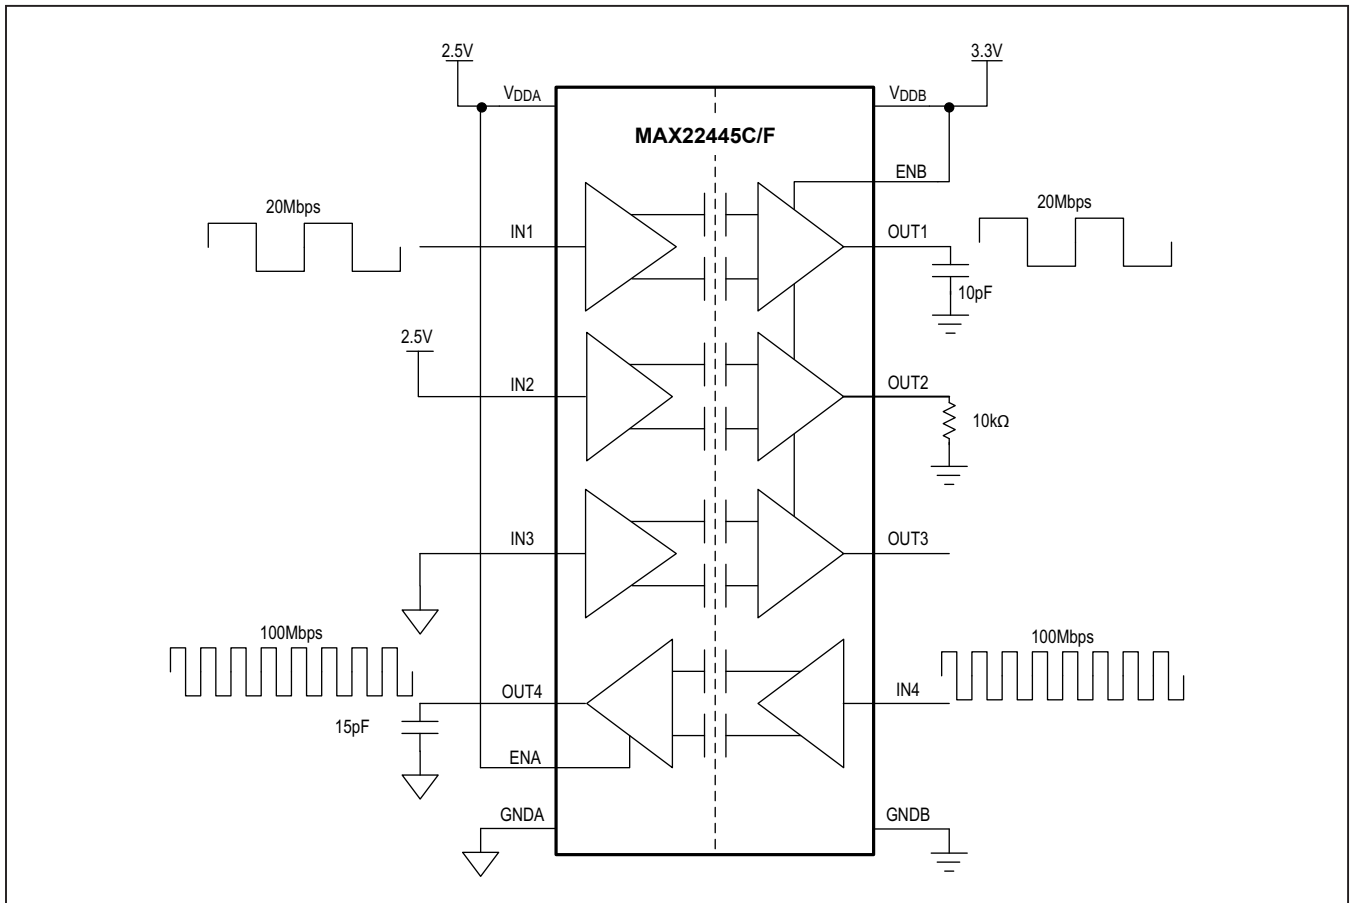 2.5V
3.3V
VDDA
VDDB
MAX22445C/F
ENB
20Mbps
20Mbps
IN1
OUT1
10pF
2.5V
IN2
OUT2
10kΩ
IN3
OUT3
100Mbps
100Mbps
OUT4
IN4
15pF
ENA
GNDA
GNDB